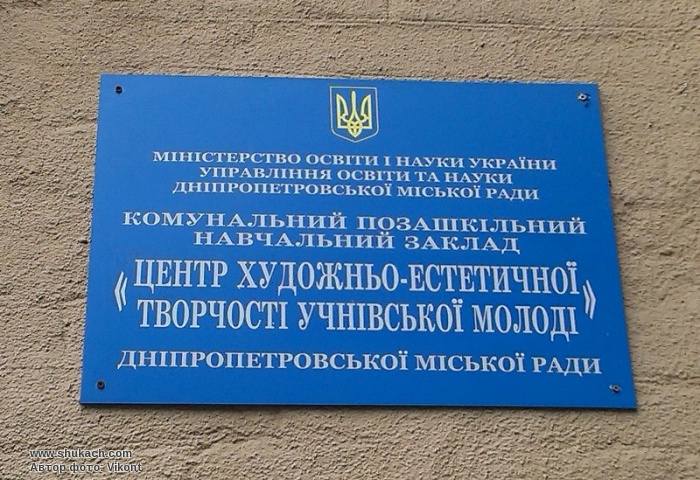 МІНІСТЕРСТВО ОСВІТИ І НАУКИ УКРАЇНИ
УПРАВЛІННЯ ОСВІТИ ТА НАУКИ
ДНІПРОПЕТРОВСЬКОЇ МІСЬКОЇ РАДИ
КОМУНАЛЬНИЙ ПОЗАШКІЛЬНИЙ
НАВЧАЛЬНИЙ ЗАКЛАД
«ЦЕНТР ХУДОЖНЬО-ЕСТЕТИЧНОЇ
ТВОРЧОСТІ УЧНІВСЬКОЇ МОЛОДІ»
ДНІПРОПЕТРОВСЬКОЇ МІСЬКОЇ РАДИ
www.shukach.com
Автор фото: Vikont